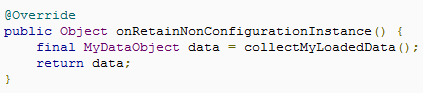 @Override
public Object onRetainNonConfigurationInstance() {
    final MyDataObject data = collectMyLoadedData();
    return data;
}